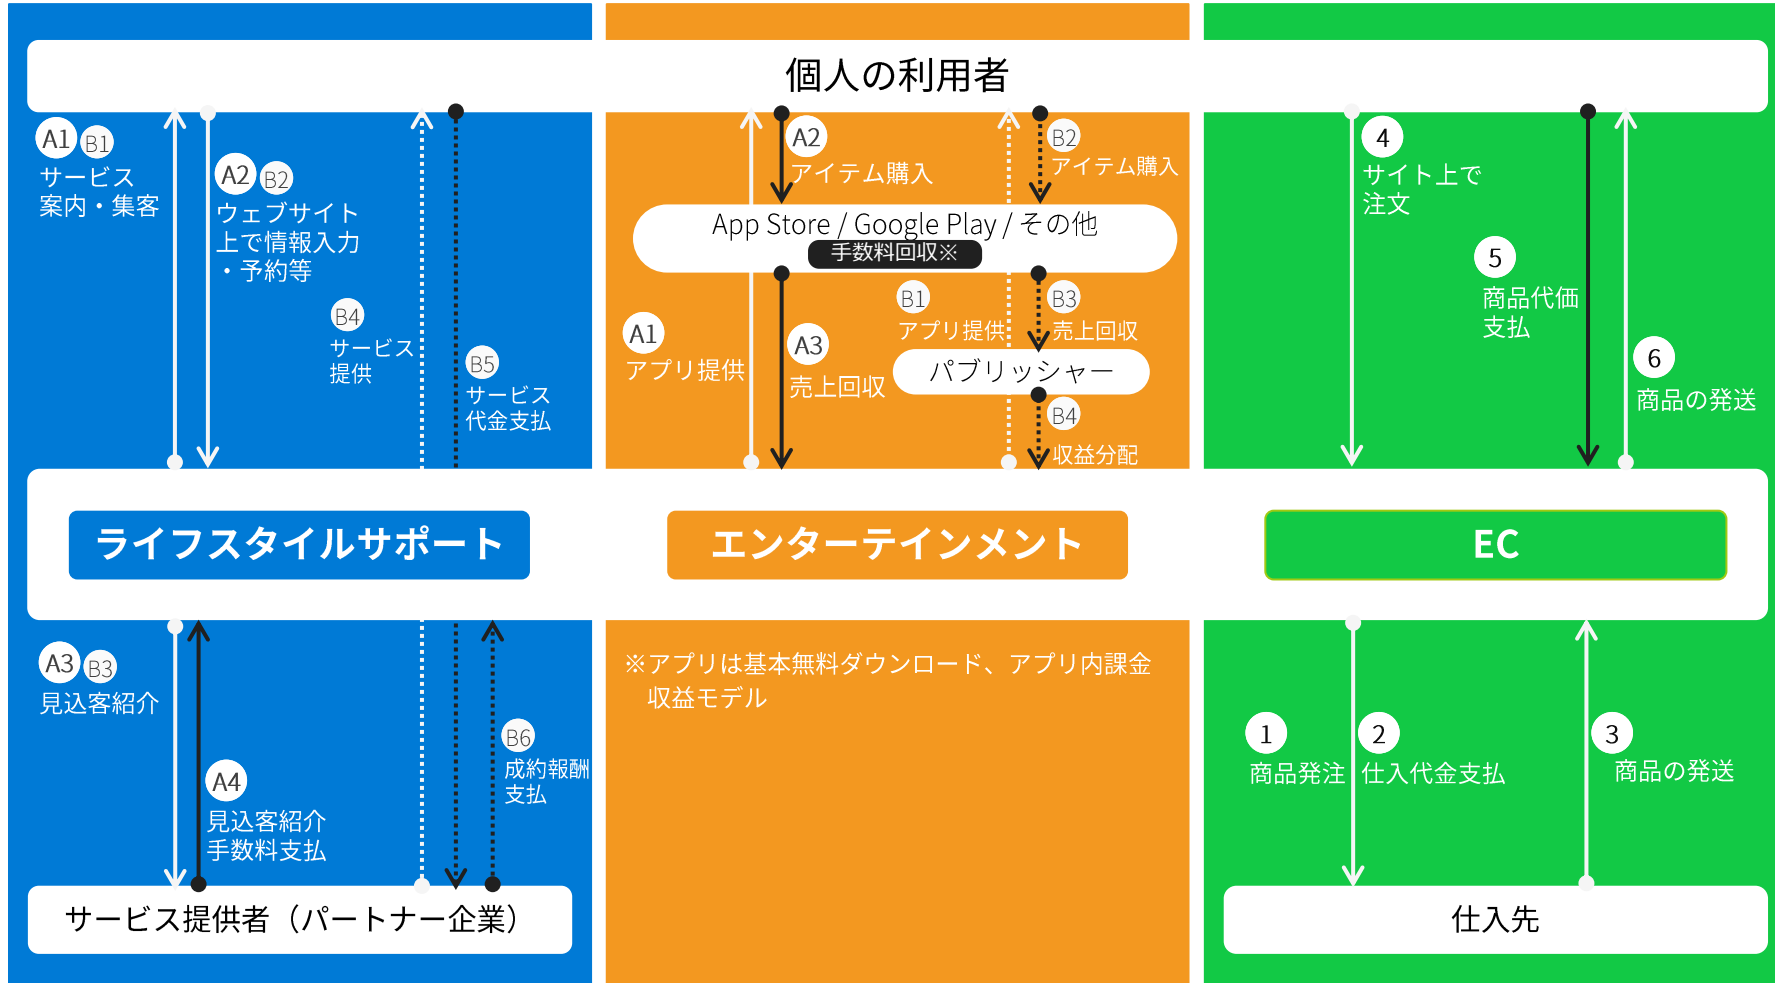 個人の利用者
A1 B1
サービス
案内・集客
A2 B2
ウェブサイト
上で情報入力
・予約等
B4
サービス
提供
B5
サービス
代金支払
ライフスタイルサポート
A3 B3
見込客紹介
A4
見込客紹介
手数料支払
B6
成約報酬
支払
サービス提供者（パートナー企業）
A2
アイテム購入
B2
アイテム購入
App Store / Google Play / その他
手数料回収※
A1
アプリ提供
A3
売上回収
B1
アプリ提供
B3
売上回収
パブリッシャー
B4
収益分配
エンターテインメント
※アプリは基本無料ダウンロード、アプリ内課金
収益モデル
4
サイト上で
注文
5
商品代価
支払
6
商品の発送
EC
1
商品発注
2
仕入代金支払
3
商品の発送
仕入先